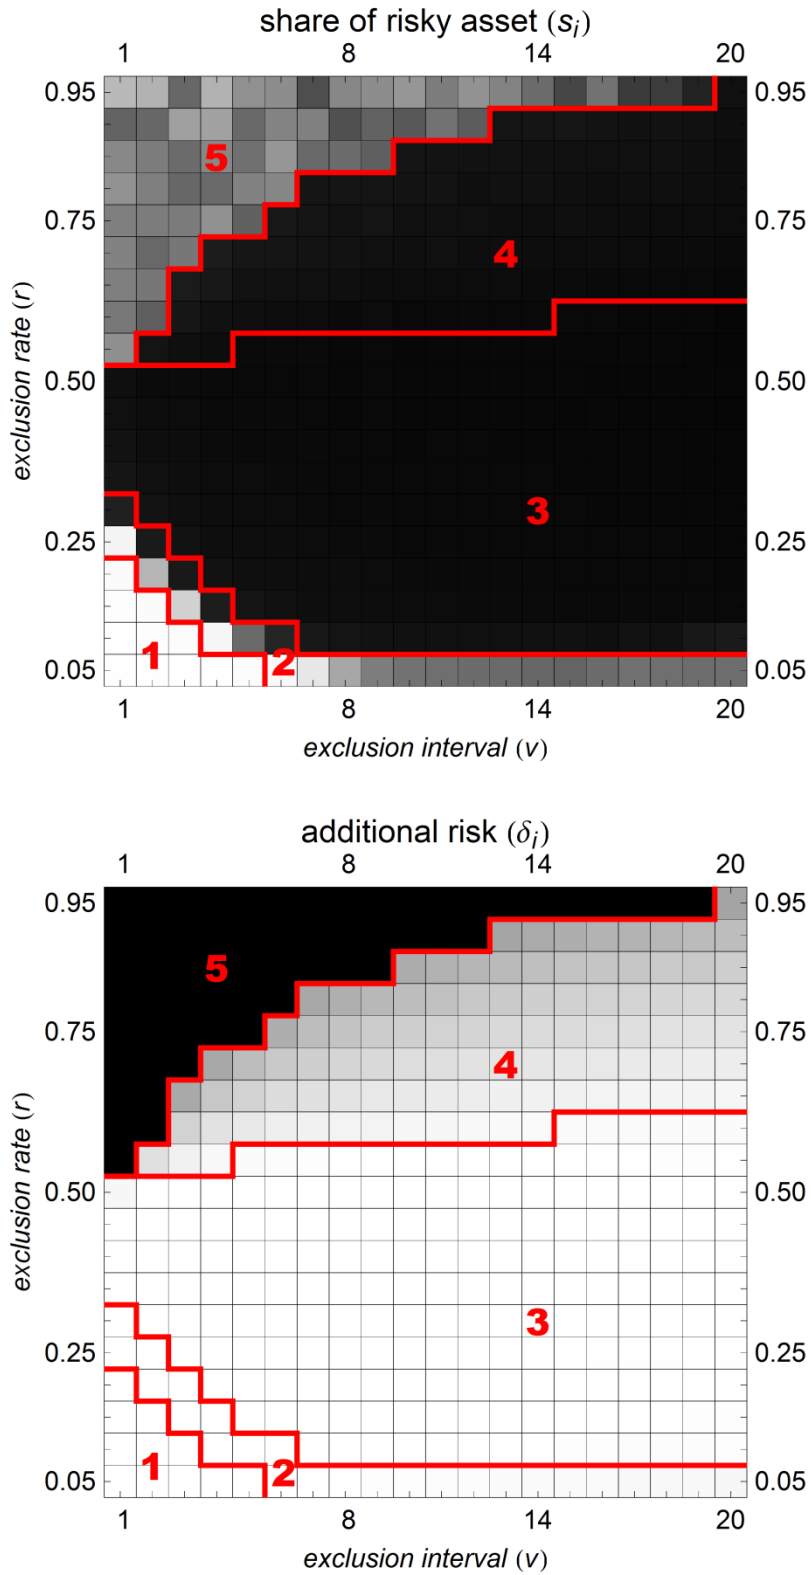 share of risky asset (sᵢ)
1 8 14 20
0.95 0.95
5
0.75 0.75
4
exclusion rate (r)
0.50 0.50
3
0.25 0.25
1 2
0.05 0.05
1 8 14 20
exclusion interval (v)
additional risk (δᵢ)
1 8 14 20
0.95 0.95
5
0.75 0.75
4
exclusion rate (r)
0.50 0.50
3
0.25 0.25
1 2
0.05 0.05
1 8 14 20
exclusion interval (v)